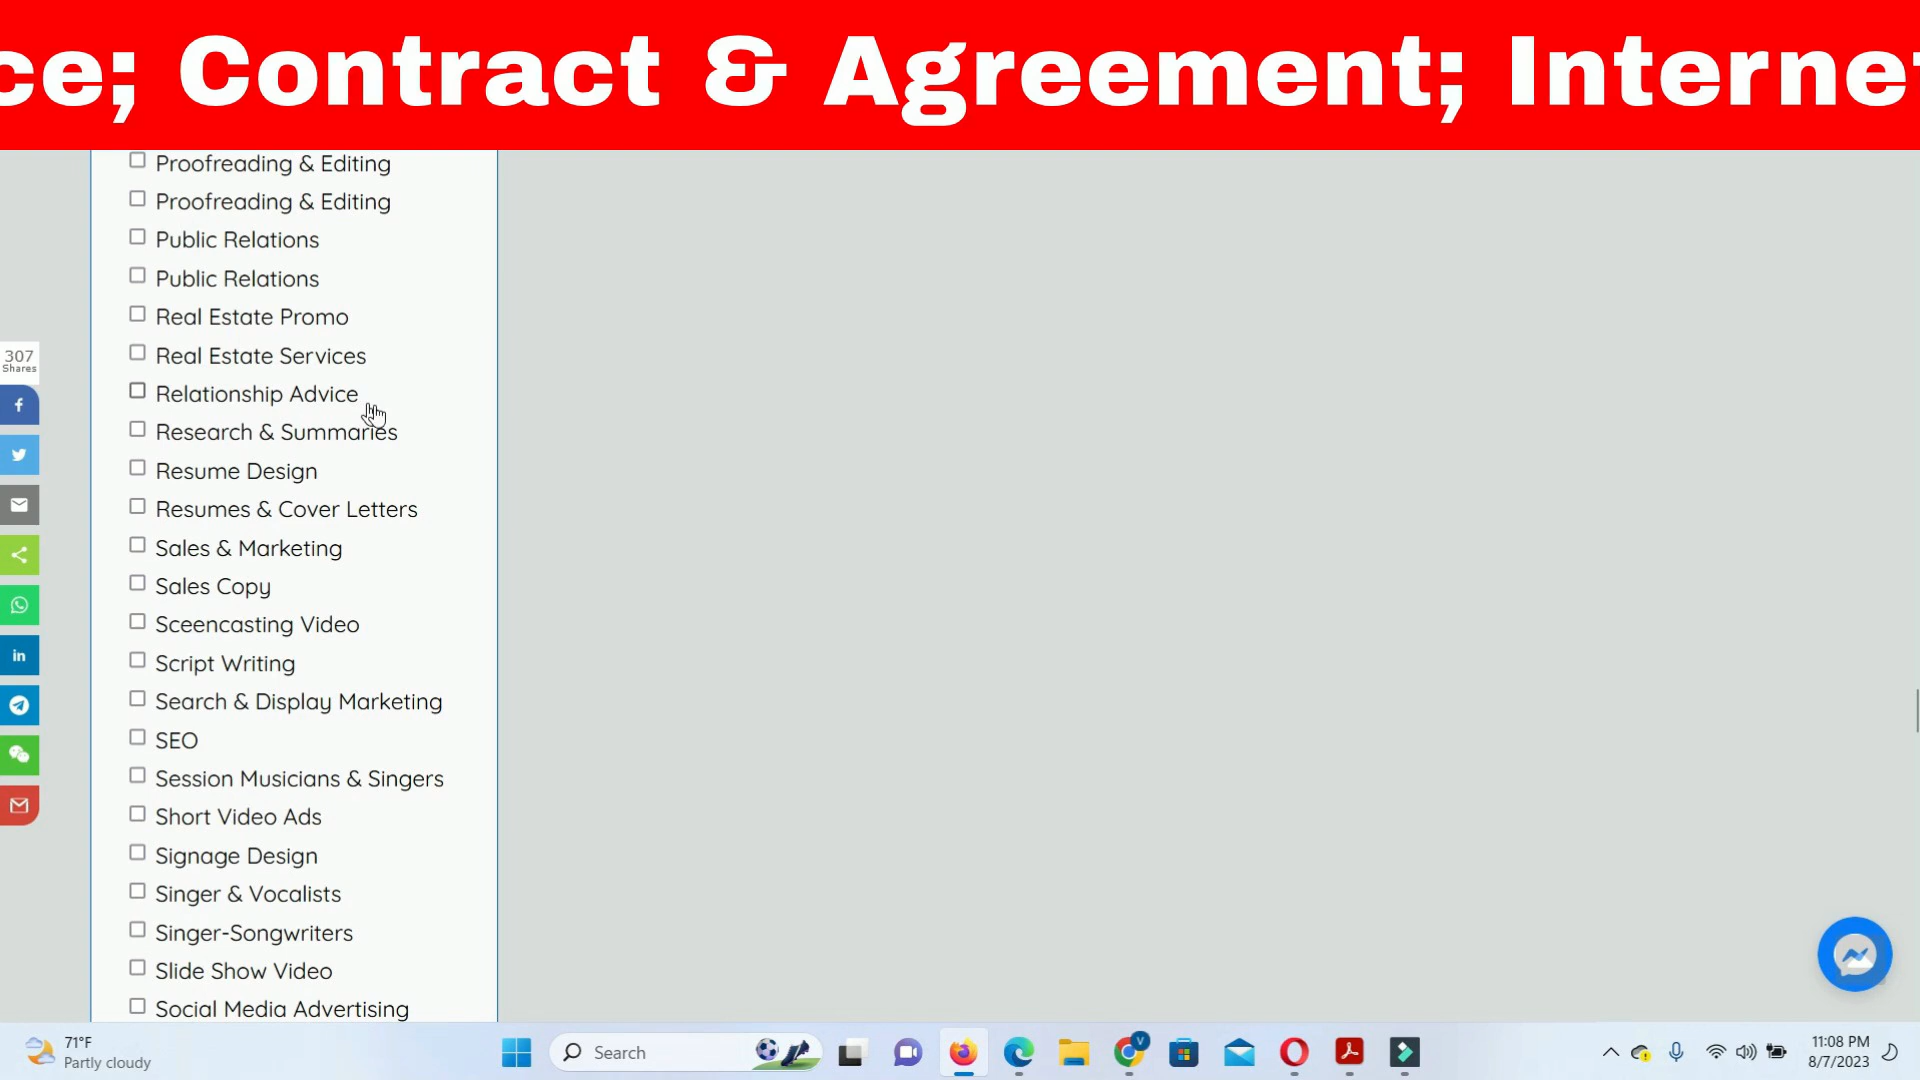 ce; Contract & Agreement; Interne
Proofreading & Editing
Proofreading & Editing
Public Relations
Public Relations
Real Estate Promo
Real Estate Services
307
Shares
Relationship Advice
Research & Summaries
Resume Design
Resumes & Cover Letters
Sales & Marketing
Sales Copy
Sceencasting Video
Script Writing
Search & Display Marketing
SEO
Session Musicians & Singers
Short Video Ads
Signage Design
Singer & Vocalists
Singer-Songwriters
Slide Show Video
Social Media Advertising
71°F
Partly cloudy
Search
11:08 PM
8/7/2023